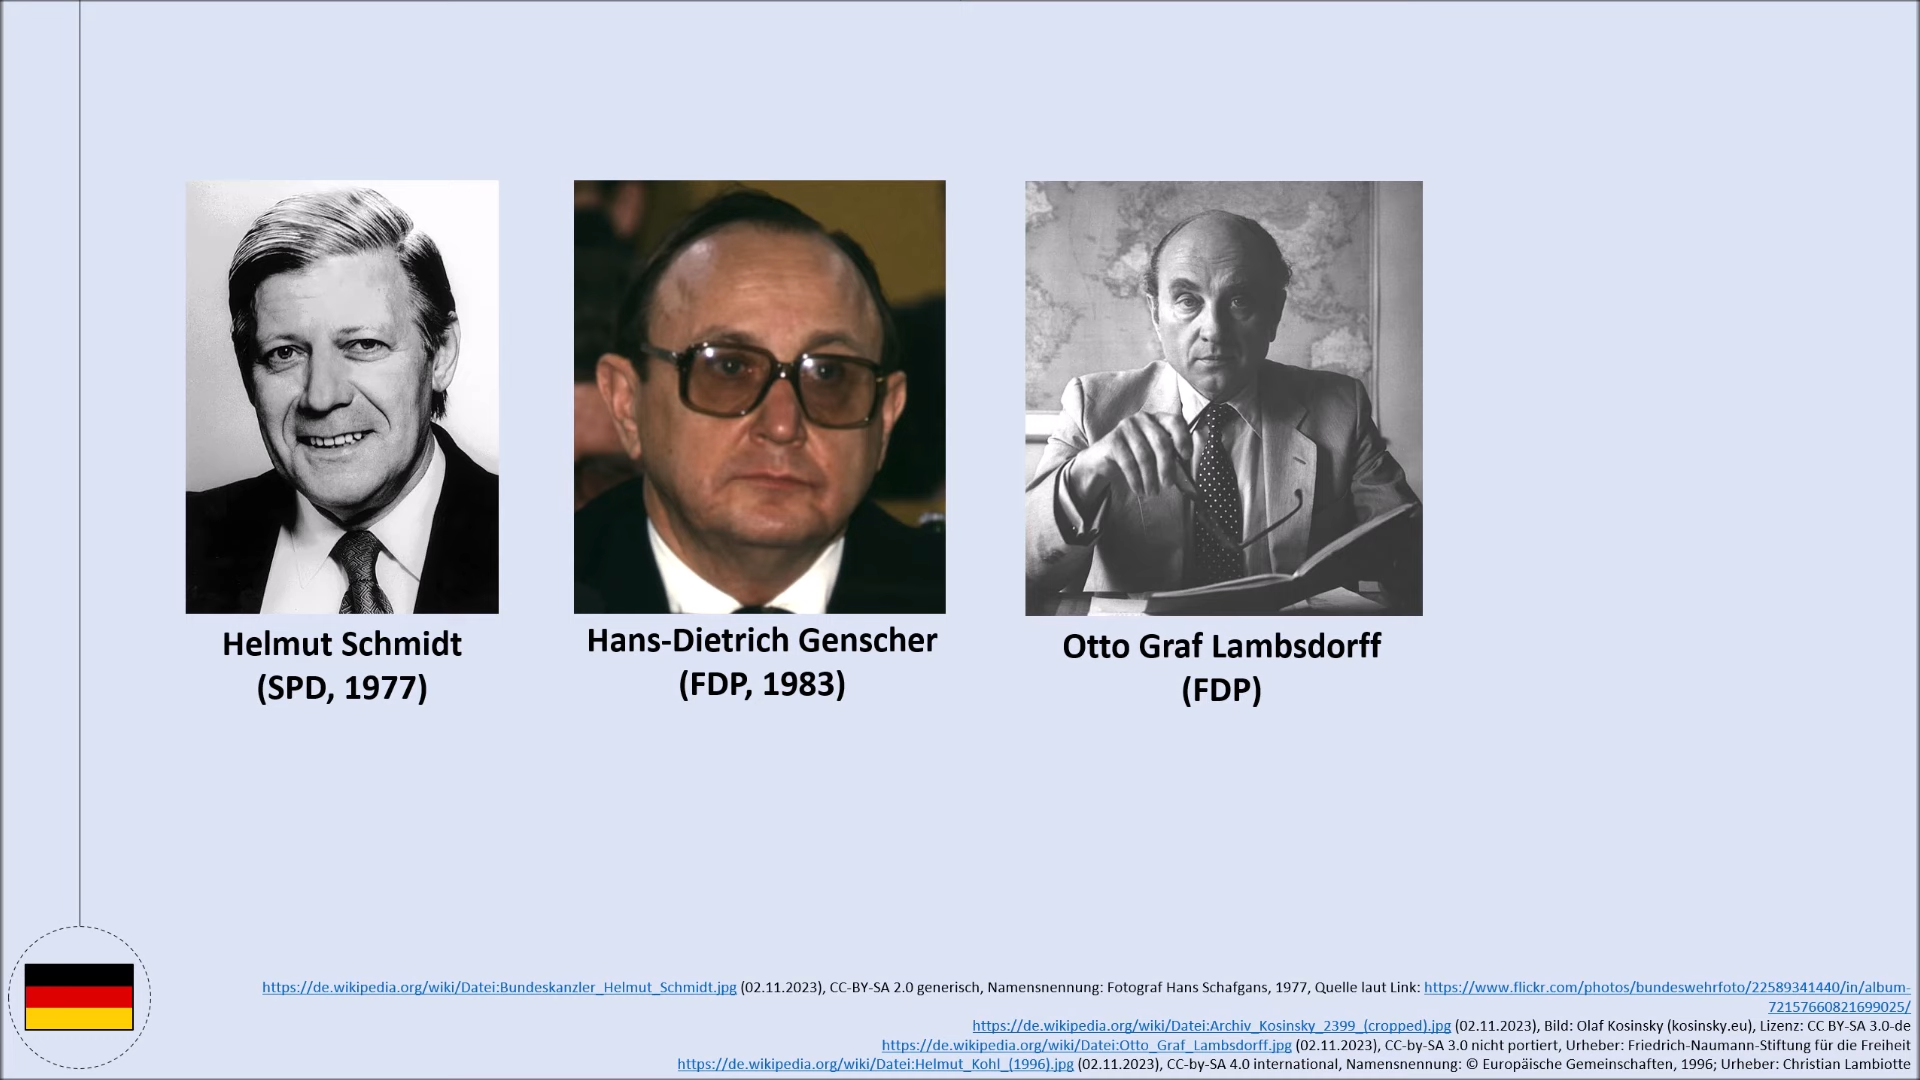 Helmut Schmidt
(SPD, 1977)
Hans-Dietrich Genscher
(FDP, 1983)
Otto Graf Lambsdorff
(FDP)
https://de.wikipedia.org/wiki/Datei:Bundeskanzler_Helmut_Schmidt.jpg (02.11.2023), CC-BY-SA 2.0 generisch, Namensnennung: Fotograf Hans Schafgans, 1977, Quelle laut Link: https://www.flickr.com/photos/bundeswehrfoto/22589341440/in/album-
72157660821699025/
https://de.wikipedia.org/wiki/Datei:Archiv_Kosinsky_2399_(cropped).jpg (02.11.2023), Bild: Olaf Kosinsky (kosinsky.eu), Lizenz: CC BY-SA 3.0-de
https://de.wikipedia.org/wiki/Datei:Otto_Graf_Lambsdorff.jpg (02.11.2023), CC-by-SA 3.0 nicht portiert, Urheber: Friedrich-Naumann-Stiftung für die Freiheit
https://de.wikipedia.org/wiki/Datei:Helmut_Kohl_(1996).jpg (02.11.2023), CC-by-SA 4.0 international, Namensnennung: © Europäische Gemeinschaften, 1996; Urheber: Christian Lambiotte